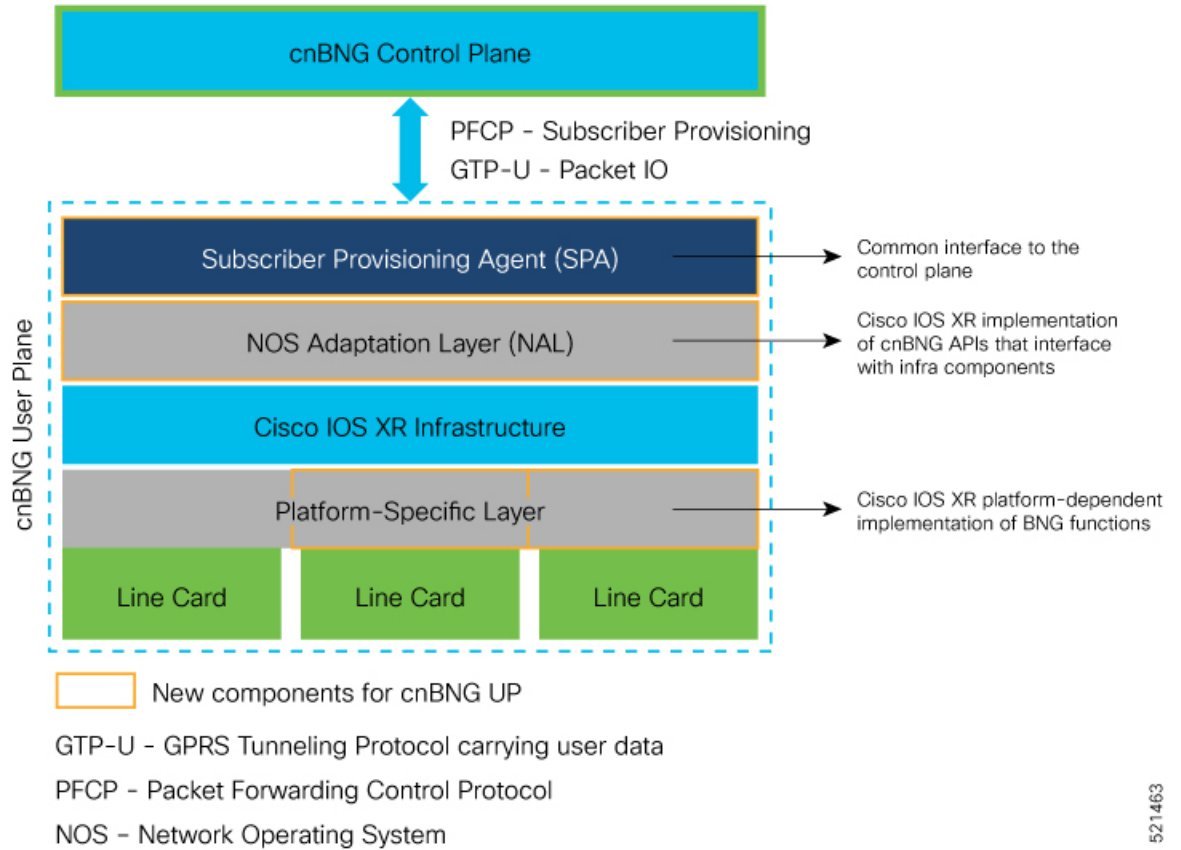 cnBNG Control Plane
PFCP - Subscriber Provisioning
GTP-U - Packet IO
cnBNG User Plane
Subscriber Provisioning Agent (SPA)
Common interface to the
control plane
NOS Adaptation Layer (NAL)
Cisco IOS XR implementation
of cnBNG APIs that interface
with infra components
Cisco IOS XR Infrastructure
Platform-Specific Layer
Cisco IOS XR platform-dependent
implementation of BNG functions
Line Card
Line Card
Line Card
New components for cnBNG UP
GTP-U - GPRS Tunneling Protocol carrying user data
PFCP - Packet Forwarding Control Protocol
NOS – Network Operating System
521463